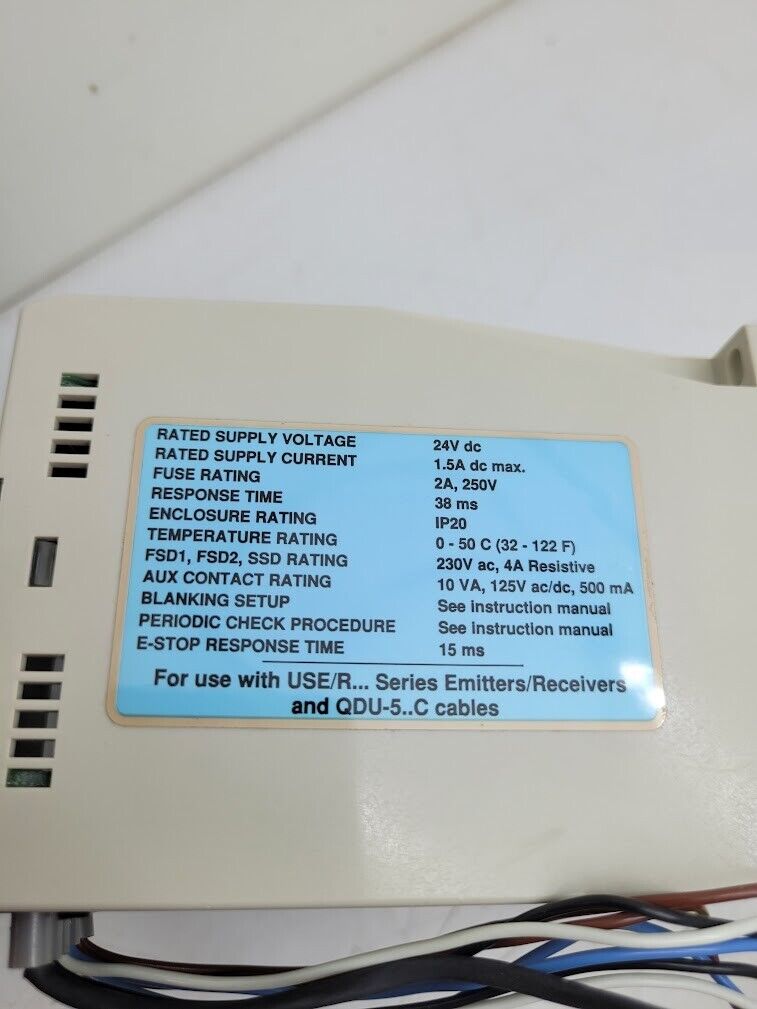 RATED SUPPLY VOLTAGE 24V dc
RATED SUPPLY CURRENT 1.5A dc max.
FUSE RATING 2A, 250V
RESPONSE TIME 38 ms
ENCLOSURE RATING IP20
TEMPERATURE RATING 0 - 50 C (32 - 122 F)
FSD1, FSD2, SSD RATING 230V ac, 4A Resistive
AUX CONTACT RATING 10 VA, 125V ac/dc, 500 mA
BLANKING SETUP See instruction manual
PERIODIC CHECK PROCEDURE See instruction manual
E-STOP RESPONSE TIME 15 ms
For use with USE/R... Series Emitters/Receivers
and QDU-5..C cables